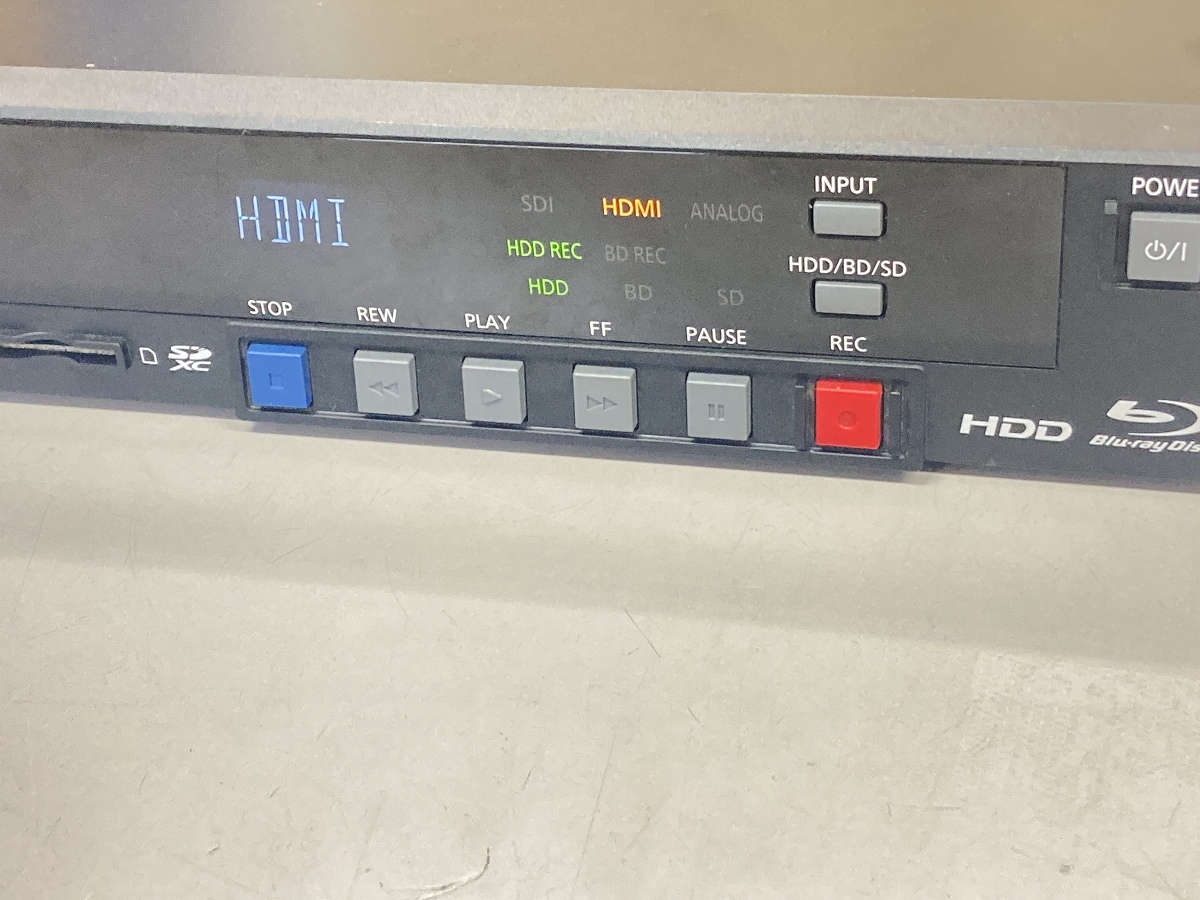 INPUT
POWE
HDMI
SDI HDMI ANALOG
HDD REC BD REC
HDD/BD/SD
HDD BD SD
STOP REW PLAY FF PAUSE REC
SD XC
HDD
Blu-ray Dis